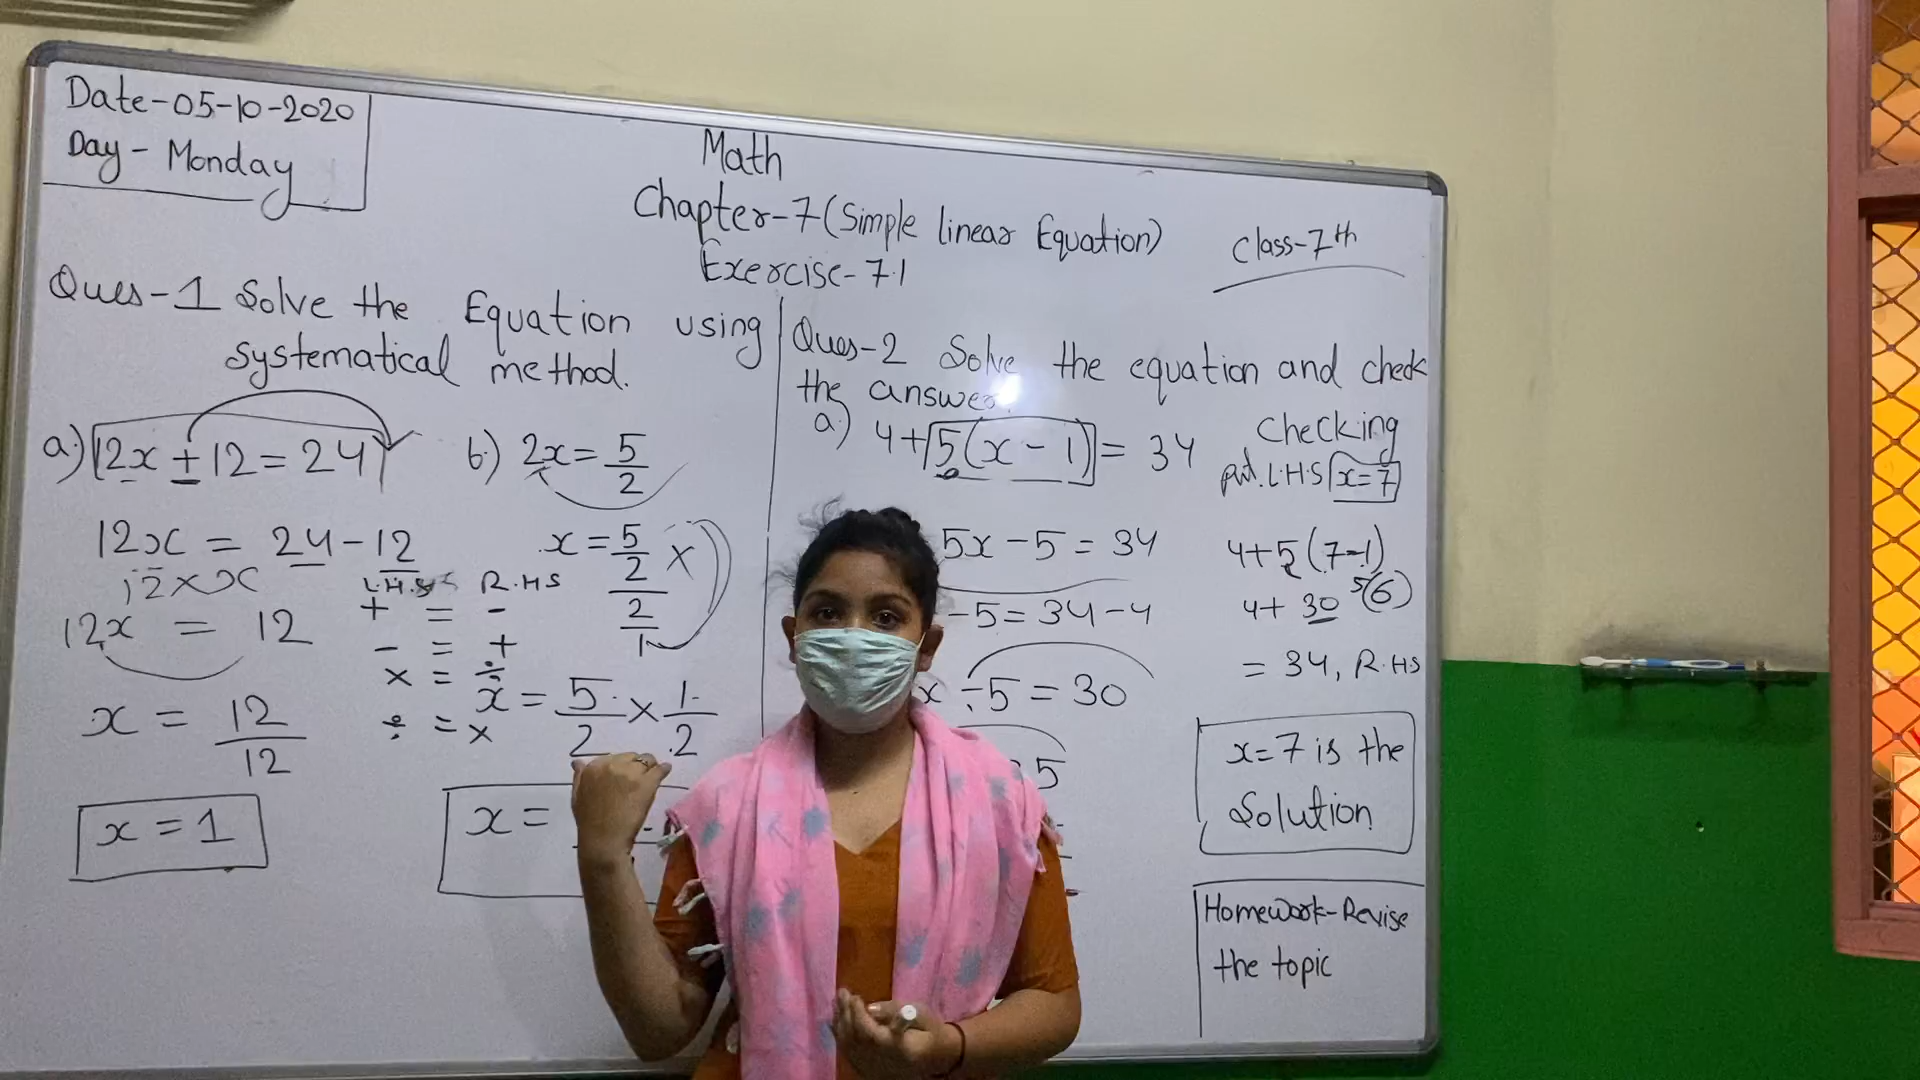 Date-05-10-2020
Day - Monday
Math
Chapter-7 (Simple linear Equation)
Exercise-7.1
Class-7th
Ques-1 Solve the Equation using
systematical method.
a.) 12x + 12 = 24
12x = 24 - 12
12 × x
12x = 12
x = 12/12
x = 1
L.H.S R.HS
+ = -
- = +
× = ÷
÷ = ×
b.) 2x = 5/2
x = 5/2 ×
2/1
x = 5/2 × 1/2
x =
Ques-2 Solve the equation and check
the answer.
a.) 4+5(x-1) = 34
5x - 5 = 34
-5 = 34-4
x - 5 = 30
5
Checking
put. L.H.S x=7
4+5(7-1)
5(6)
4+ 30
= 34, R.HS
x=7 is the
Solution
Homework-Revise
the topic